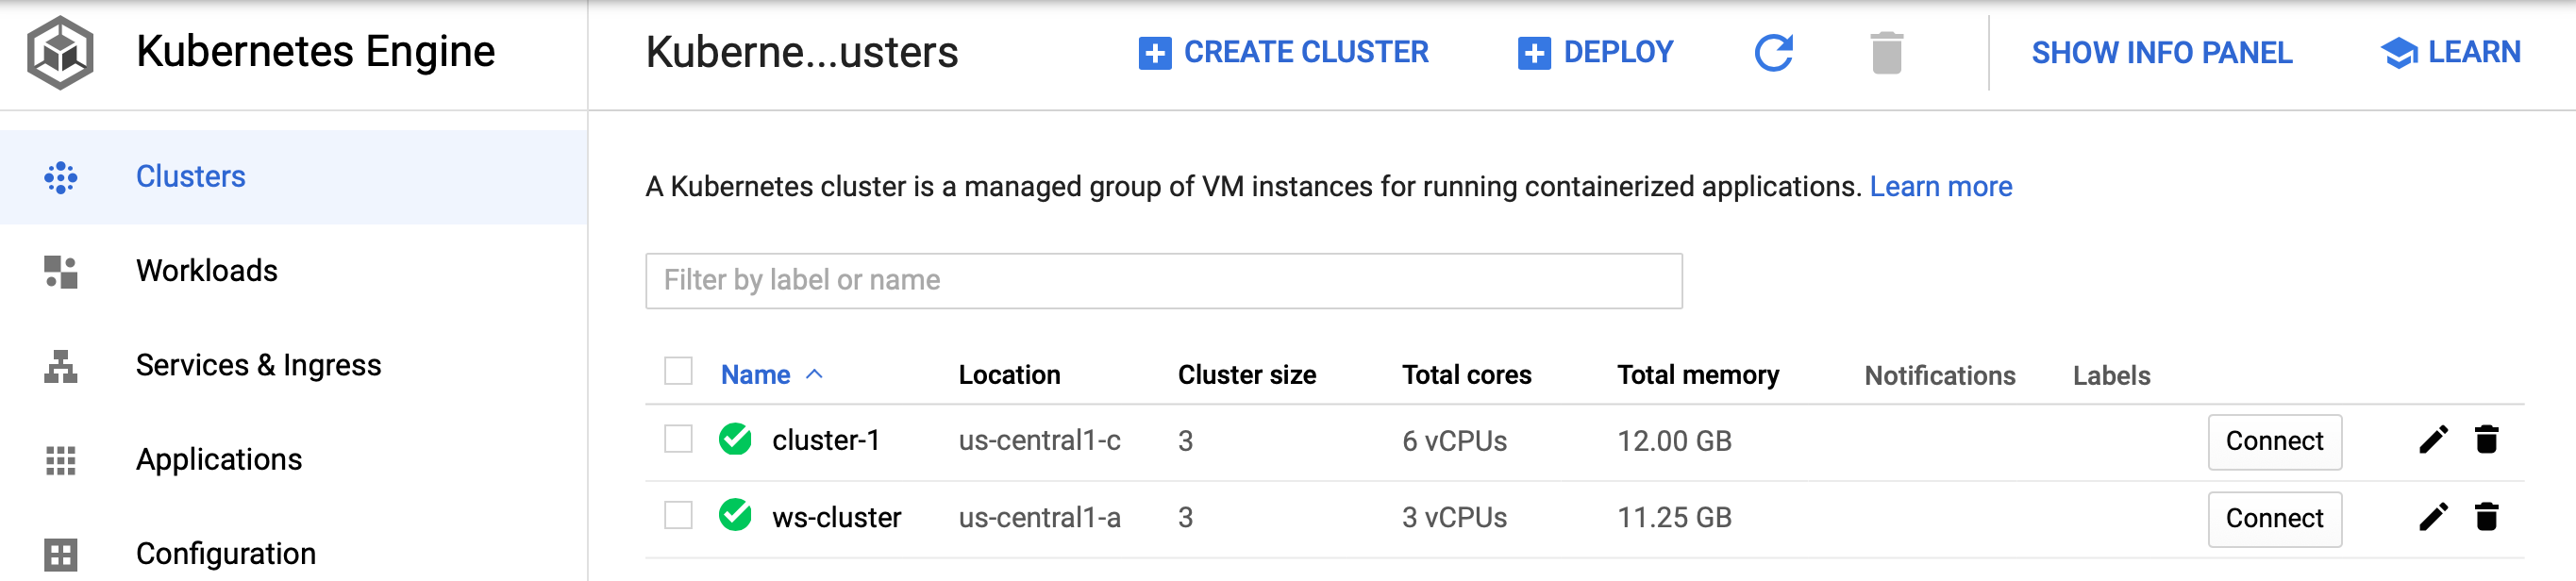 Kubernetes Engine
Kuberne...usters
CREATE CLUSTER
DEPLOY
SHOW INFO PANEL
LEARN
Clusters
Workloads
Services & Ingress
Applications
Configuration
A Kubernetes cluster is a managed group of VM instances for running containerized applications. Learn more
Filter by label or name
Name Location Cluster size Total cores Total memory Notifications Labels
cluster-1 us-central1-c 3 6 vCPUs 12.00 GB Connect
ws-cluster us-central1-a 3 3 vCPUs 11.25 GB Connect